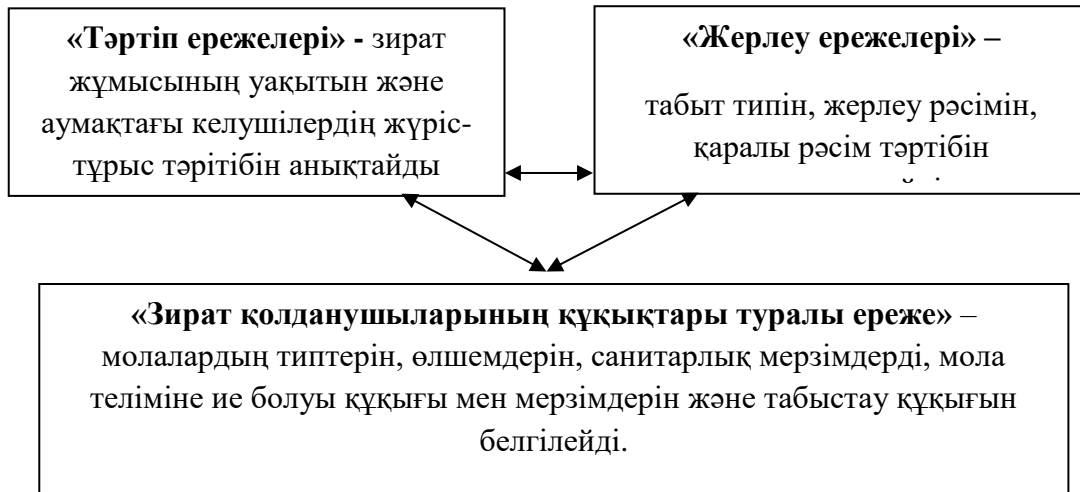 «Тәртіп ережелері» - зират
жұмысының уақытын және
аумақтағы келушілердің жүріс-
тұрыс тәрітібін анықтайды
«Жерлеу ережелері» –
табыт типін, жерлеу рәсімін,
қаралы рәсім тәртібін
«Зират қолданушыларының құқықтары туралы ереже» –
молалардың типтерін, өлшемдерін, санитарлық мерзімдерді, мола
теліміне ие болуы құқығы мен мерзімдерін және табыстау құқығын
белгілейді.